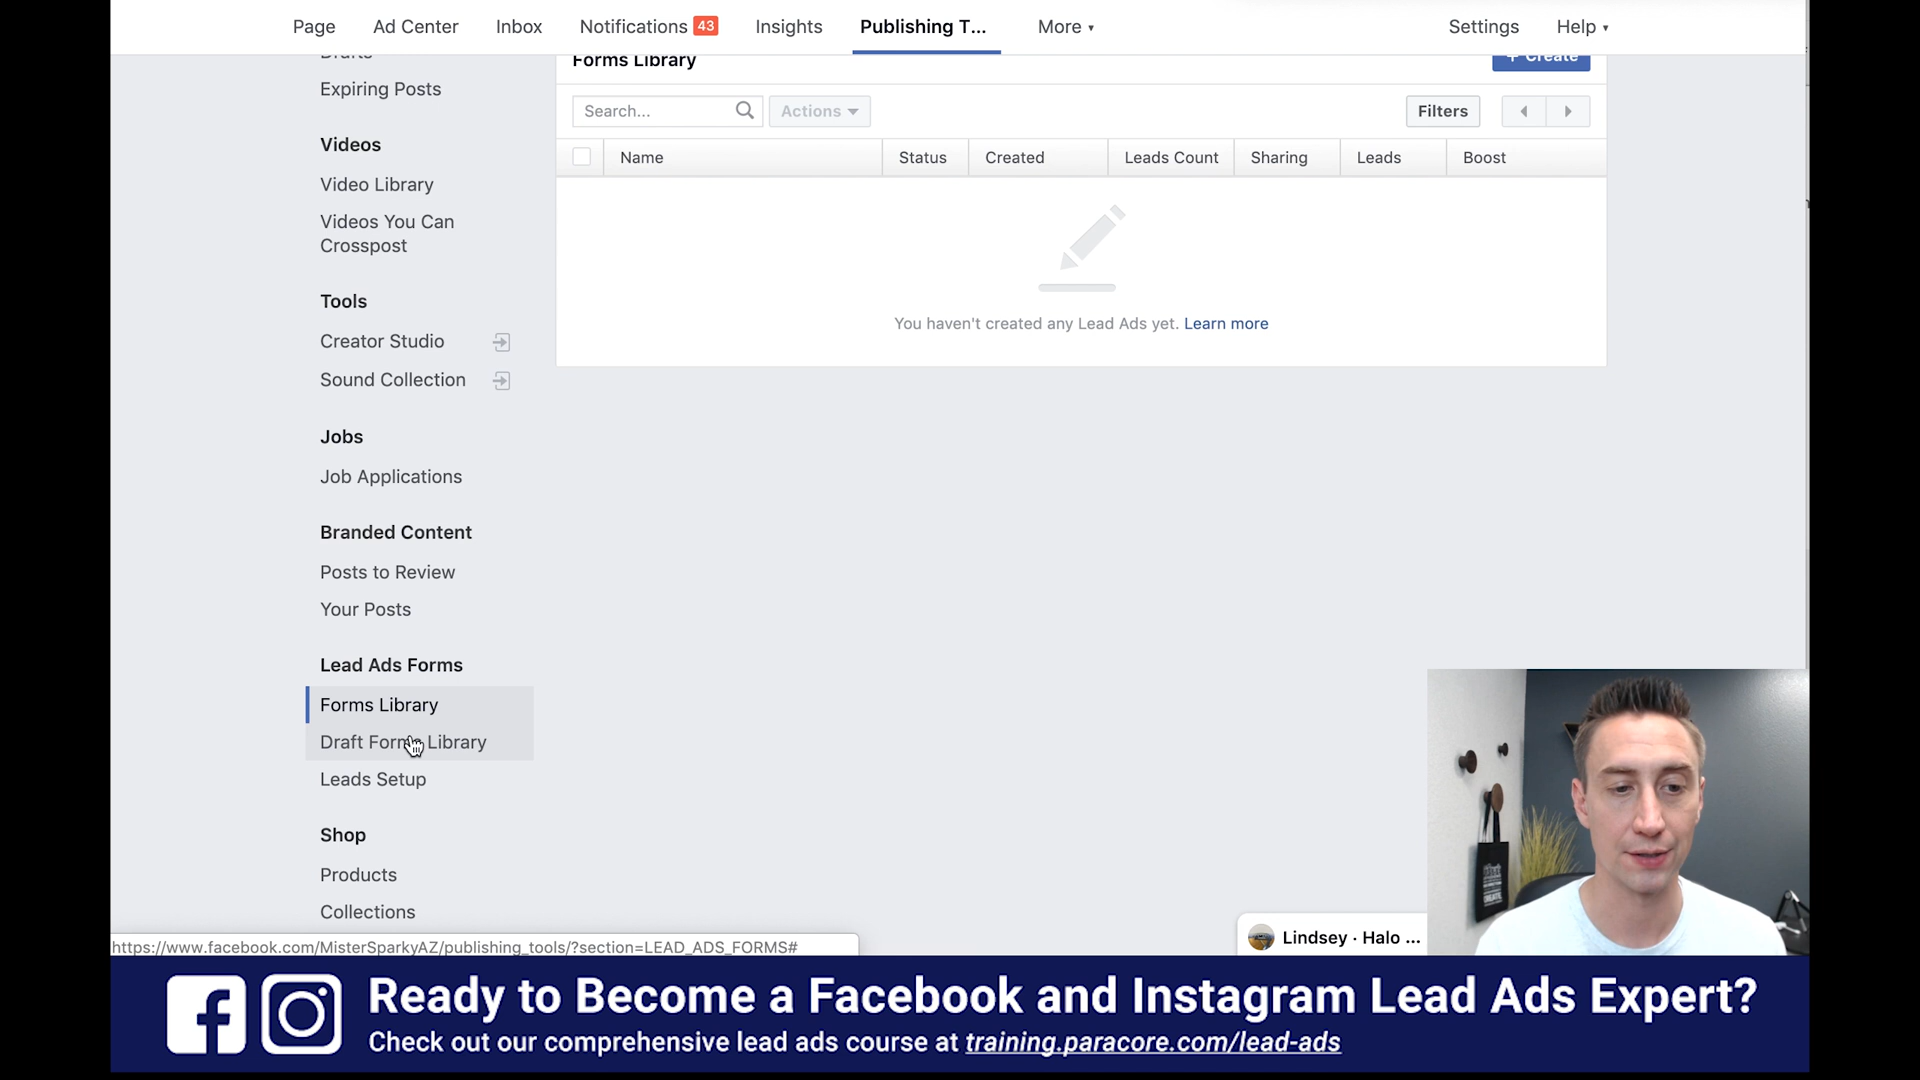 Page Ad Center Inbox Notifications 43 Insights Publishing T... More Settings Help
Drafts
Expiring Posts
Videos
Video Library
Videos You Can
Crosspost
Tools
Creator Studio
Sound Collection
Jobs
Job Applications
Branded Content
Posts to Review
Your Posts
Lead Ads Forms
Forms Library
Draft Forms Library
Leads Setup
Shop
Products
Collections
Forms Library
+ Create
Search... Actions Filters
Name Status Created Leads Count Sharing Leads Boost
You haven't created any Lead Ads yet. Learn more
https://www.facebook.com/MisterSparkyAZ/publishing_tools/?section=LEAD_ADS_FORMS#
Lindsey · Halo ...
Ready to Become a Facebook and Instagram Lead Ads Expert?
Check out our comprehensive lead ads course at training.paracore.com/lead-ads